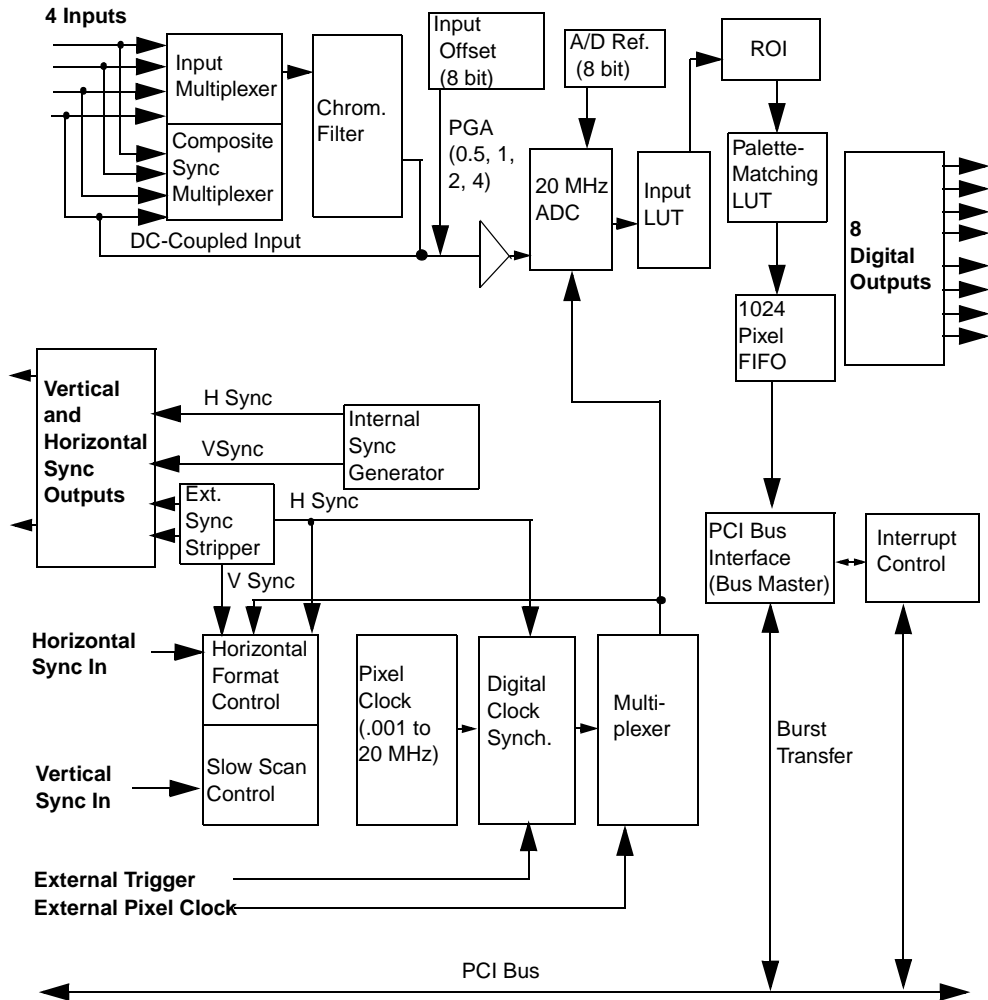 4 Inputs
Input
Multiplexer
Composite
Sync
Multiplexer
Chrom.
Filter
DC-Coupled Input
Input
Offset
(8 bit)
PGA
(0.5, 1,
2, 4)
A/D Ref.
(8 bit)
20 MHz
ADC
Input
LUT
ROI
Palette-
Matching
LUT
1024
Pixel
FIFO
8
Digital
Outputs
Vertical
and
Horizontal
Sync
Outputs
H Sync
VSync
Internal
Sync
Generator
Ext.
Sync
Stripper
H Sync
V Sync
PCI Bus
Interface
(Bus Master)
Interrupt
Control
Horizontal
Sync In
Horizontal
Format
Control
Vertical
Sync In
Slow Scan
Control
Pixel
Clock
(.001 to
20 MHz)
Digital
Clock
Synch.
Multi-
plexer
Burst
Transfer
External Trigger
External Pixel Clock
PCI Bus